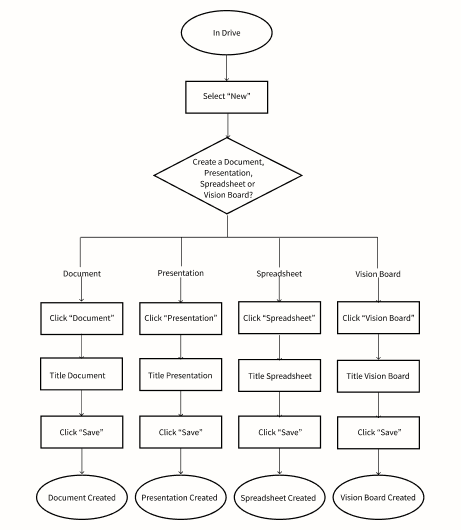 In Drive
Select "New"
Create a Document,
Presentation,
Spreadsheet or
Vision Board?
Document
Presentation
Spreadsheet
Vision Board
Click "Document"
Click "Presentation"
Click "Spreadsheet"
Click "Vision Board"
Title Document
Title Presentation
Title Spreadsheet
Title Vision Board
Click "Save"
Click "Save"
Click "Save"
Click "Save"
Document Created
Presentation Created
Spreadsheet Created
Vision Board Created